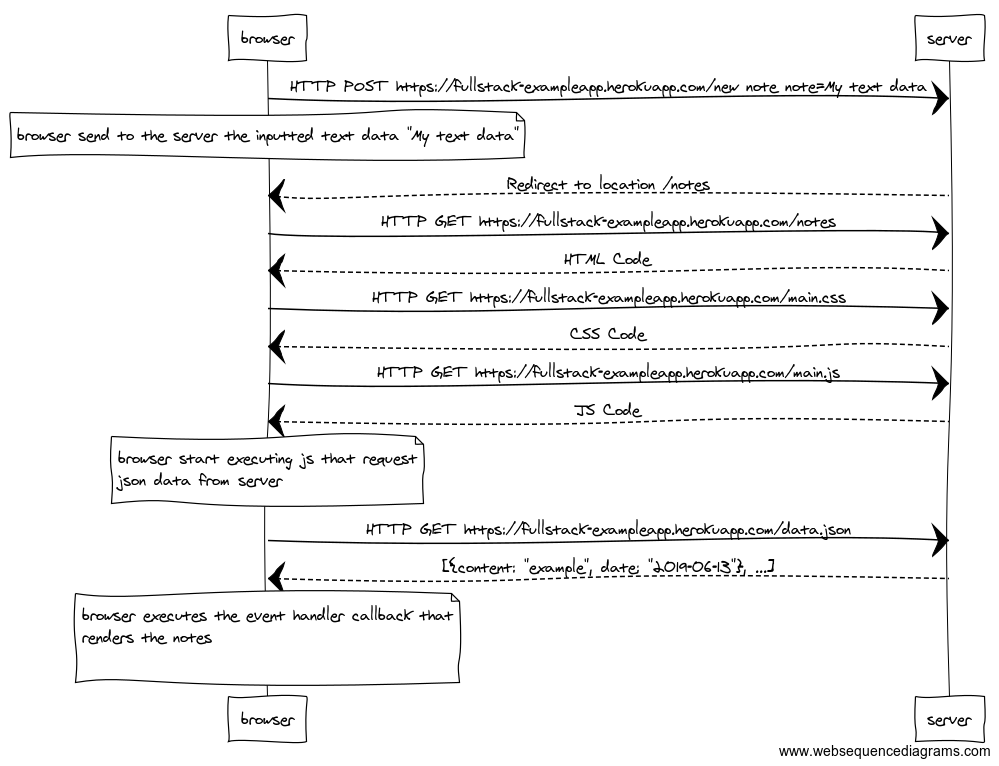 browser
server
HTTP POST https://fullstack-exampleapp.herokuapp.com/new note note=My text data
browser send to the server the inputted text data "My text data"
Redirect to location /notes
HTTP GET https://fullstack-exampleapp.herokuapp.com/notes
HTML Code
HTTP GET https://fullstack-exampleapp.herokuapp.com/main.css
CSS Code
HTTP GET https://fullstack-exampleapp.herokuapp.com/main.js
JS Code
browser start executing js that request
json data from server
HTTP GET https://fullstack-exampleapp.herokuapp.com/data.json
[{content: "example", date: "2019-06-13"}, ...]
browser executes the event handler callback that
renders the notes
browser
server
www.websequencediagrams.com